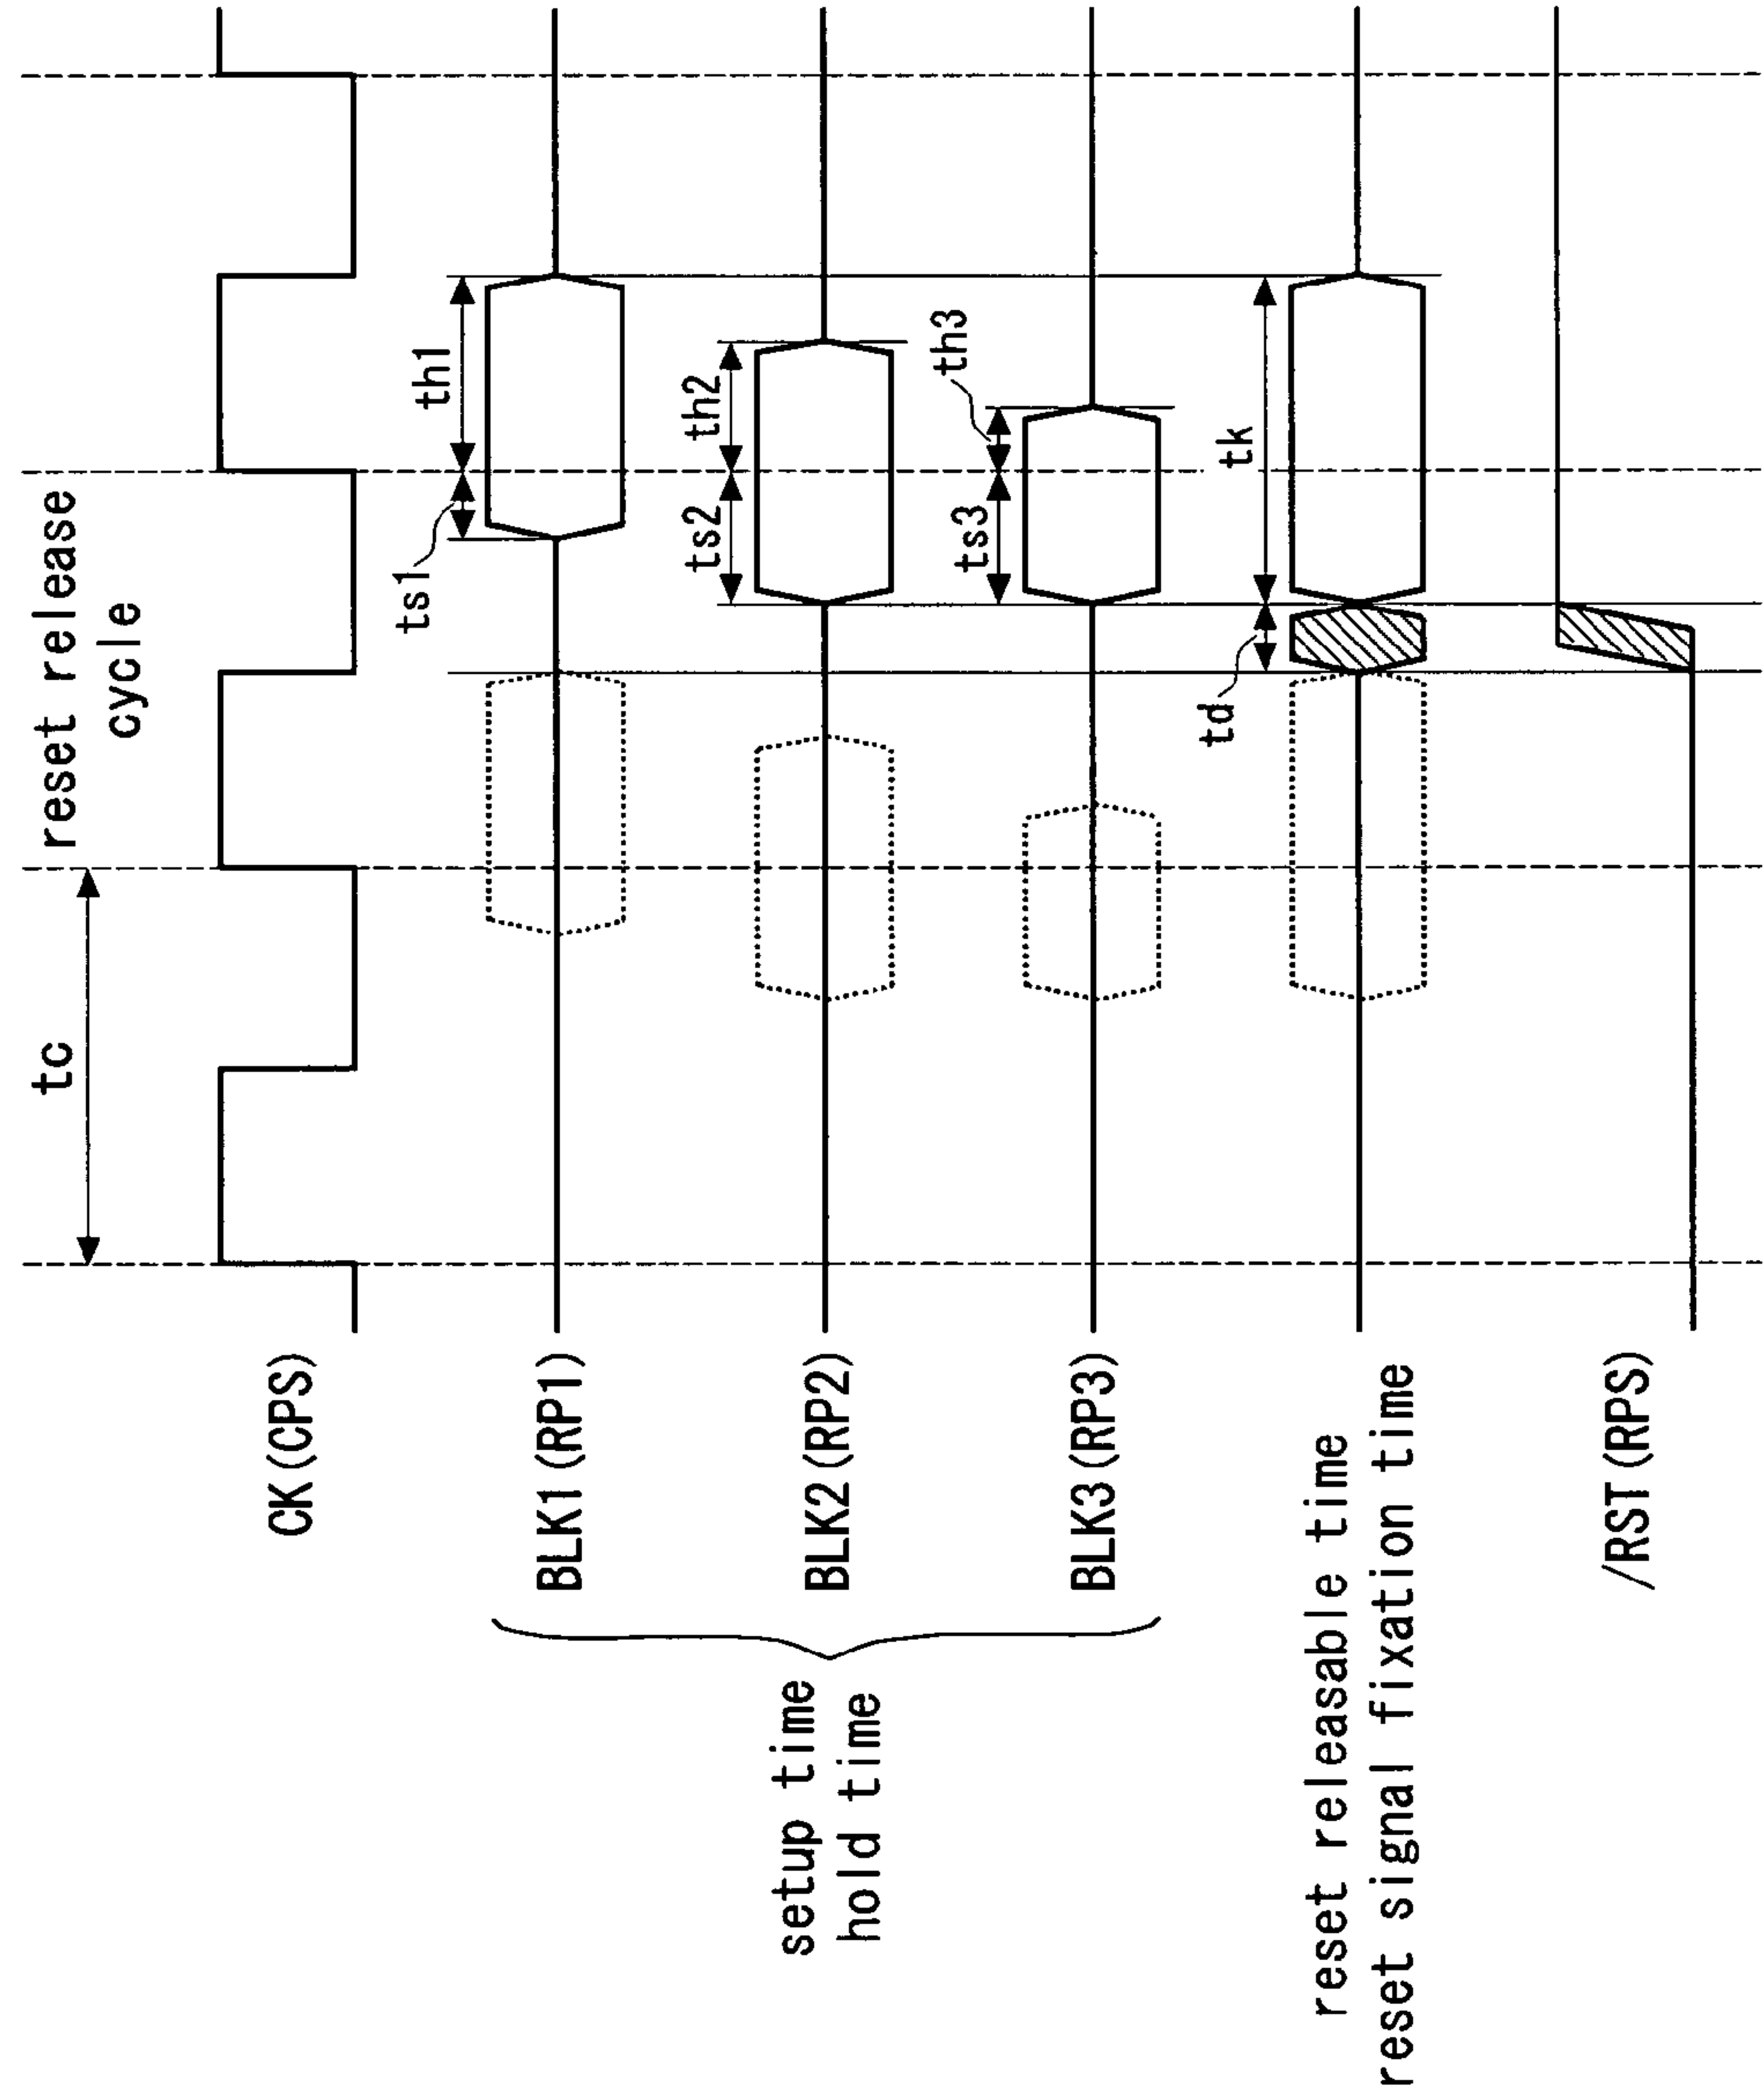 tc
reset release
cycle
CK(CPS)
ts1
th1
BLK1(RP1)
ts2
th2
BLK2(RP2)
ts3
th3
BLK3(RP3)
setup time
hold time
td
tk
reset releasable time
reset signal fixation time
/RST(RPS)